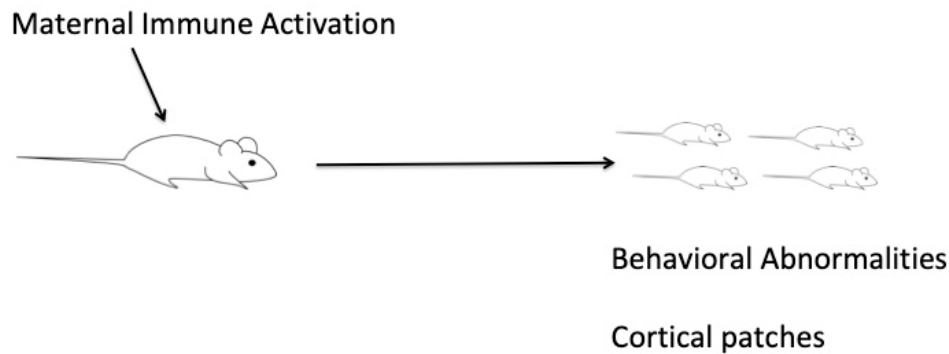 Maternal Immune Activation
Behavioral Abnormalities
Cortical patches